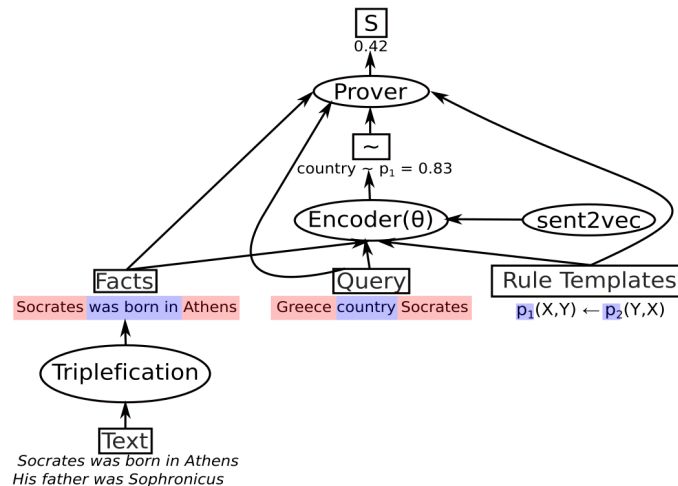 S
0.42
Prover
~
country ~ p₁ = 0.83
Encoder(θ)
sent2vec
Facts
Query
Rule Templates
Socrates was born in Athens
Greece country Socrates
p₁(X,Y) ← p₂(Y,X)
Triplefication
Text
Socrates was born in Athens
His father was Sophronicus